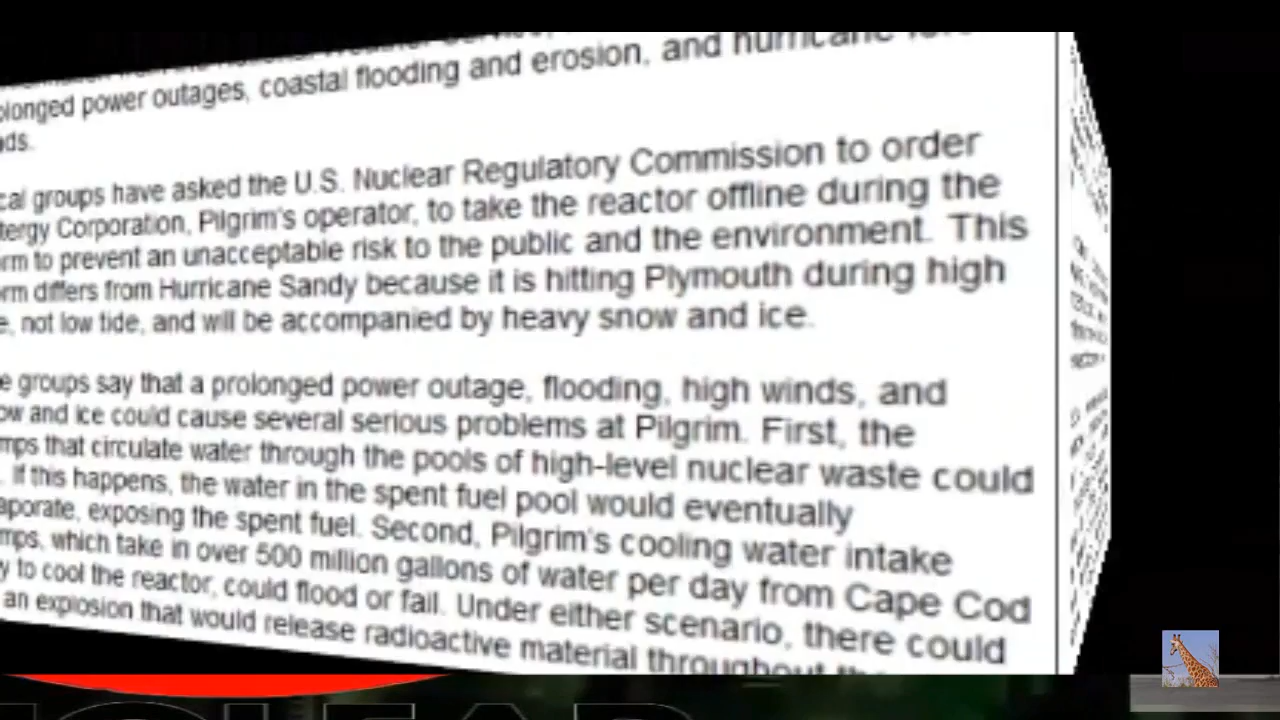 olonged power outages, coastal flooding and erosion, and hurricane
ds.
cal groups have asked the U.S. Nuclear Regulatory Commission to order
tergy Corporation, Pilgrim's operator, to take the reactor offline during the
rm to prevent an unacceptable risk to the public and the environment. This
rm differs from Hurricane Sandy because it is hitting Plymouth during high
e, not low tide, and will be accompanied by heavy snow and ice.
e groups say that a prolonged power outage, flooding, high winds, and
ow and ice could cause several serious problems at Pilgrim. First, the
mps that circulate water through the pools of high-level nuclear waste could
. If this happens, the water in the spent fuel pool would eventually
aporate, exposing the spent fuel. Second, Pilgrim's cooling water intake
mps, which take in over 500 million gallons of water per day from Cape Cod
y to cool the reactor, could flood or fail. Under either scenario, there could
an explosion that would release radioactive material throughout